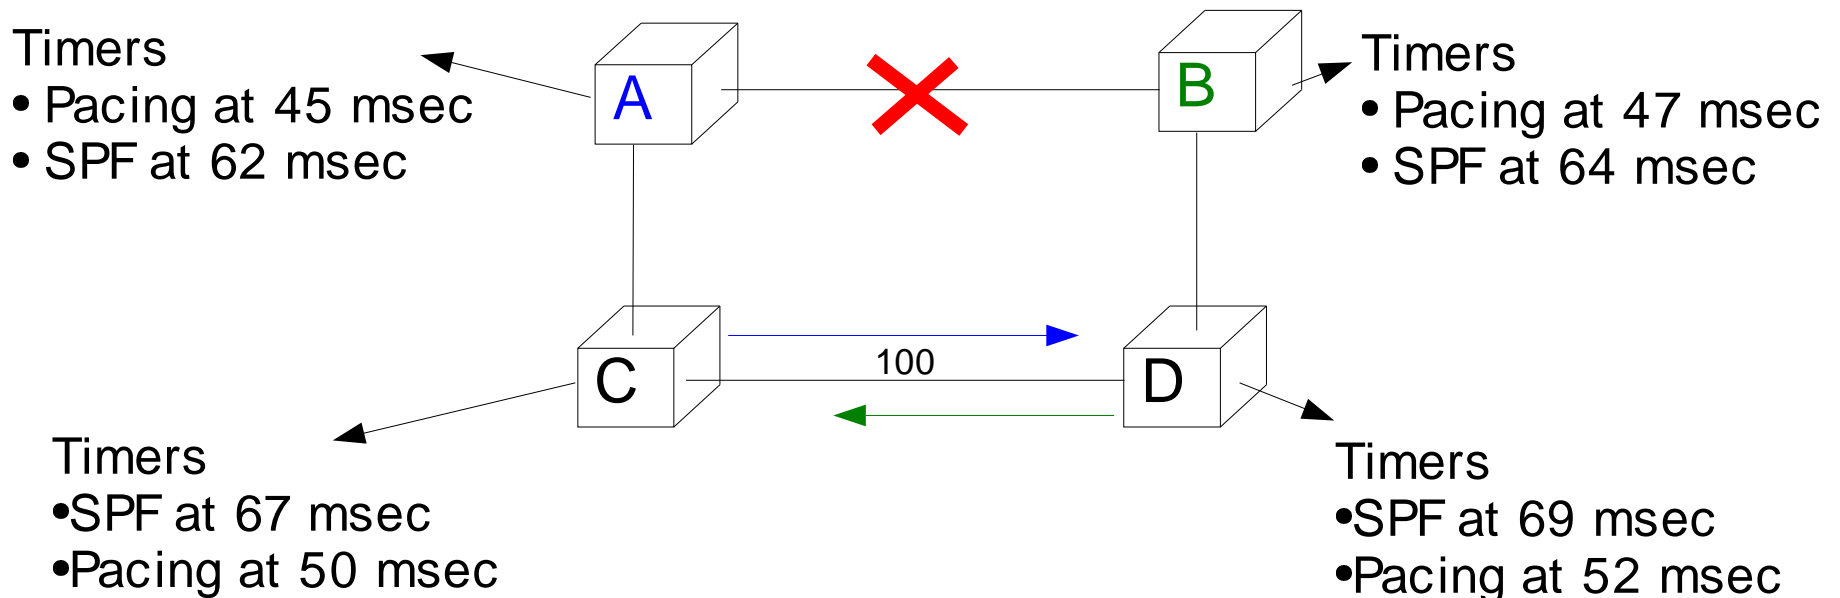 Timers
• Pacing at 45 msec
• SPF at 62 msec
A
B
Timers
• Pacing at 47 msec
• SPF at 64 msec
100
C
D
Timers
•SPF at 67 msec
•Pacing at 50 msec
Timers
•SPF at 69 msec
•Pacing at 52 msec